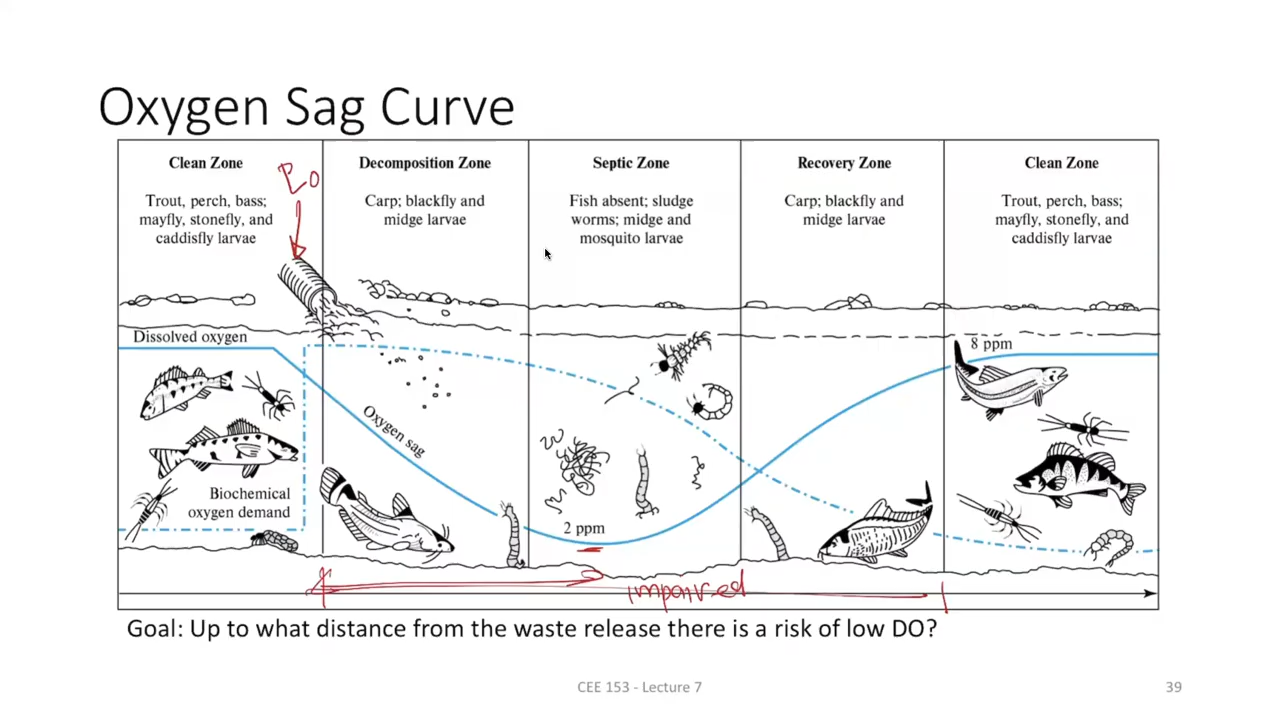 Oxygen Sag Curve
Clean Zone
Trout, perch, bass;
mayfly, stonefly, and
caddisfly larvae
Decomposition Zone
Carp; blackfly and
midge larvae
Septic Zone
Fish absent; sludge
worms; midge and
mosquito larvae
Recovery Zone
Carp; blackfly and
midge larvae
Clean Zone
Trout, perch, bass;
mayfly, stonefly, and
caddisfly larvae
Dissolved oxygen
8 ppm
Oxygen sag
Biochemical
oxygen demand
2 ppm
impaired
Goal: Up to what distance from the waste release there is a risk of low DO?
CEE 153 - Lecture 7
39